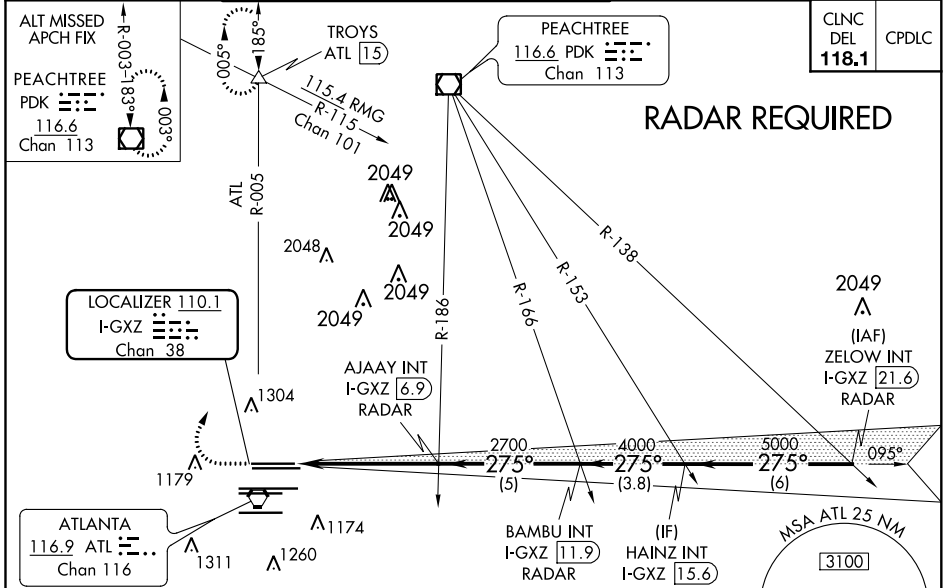 ALT MISSED
APCH FIX
PEACHTREE
PDK
116.6
Chan 113
R-003
183°
003°
005°
185°
TROYS
ATL 15
115.4 RMG
R-115
Chan 101
PEACHTREE
116.6 PDK
Chan 113
CLNC
DEL
118.1
CPDLC
RADAR REQUIRED
ATL
R-005
2049
2049
2048
2049
2049
R-186
R-166
R-153
R-138
2049
LOCALIZER 110.1
I-GXZ
Chan 38
AJAAY INT
I-GXZ 6.9
RADAR
(IAF)
ZELOW INT
I-GXZ 21.6
RADAR
1304
1179
2700
275°
(5)
4000
275°
(3.8)
5000
275°
(6)
095°
ATLANTA
116.9 ATL
Chan 116
1311
1260
1174
BAMBU INT
I-GXZ 11.9
RADAR
(IF)
HAINZ INT
I-GXZ 15.6
MSA ATL 25 NM
3100